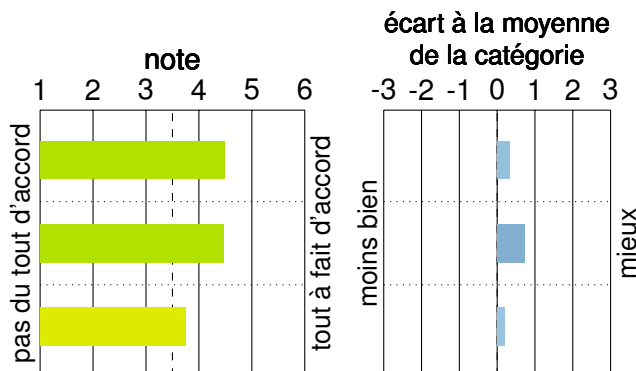 note
1 2 3 4 5 6
pas du tout d'accord
tout à fait d'accord
écart à la moyenne
de la catégorie
-3 -2 -1 0 1 2 3
moins bien
mieux